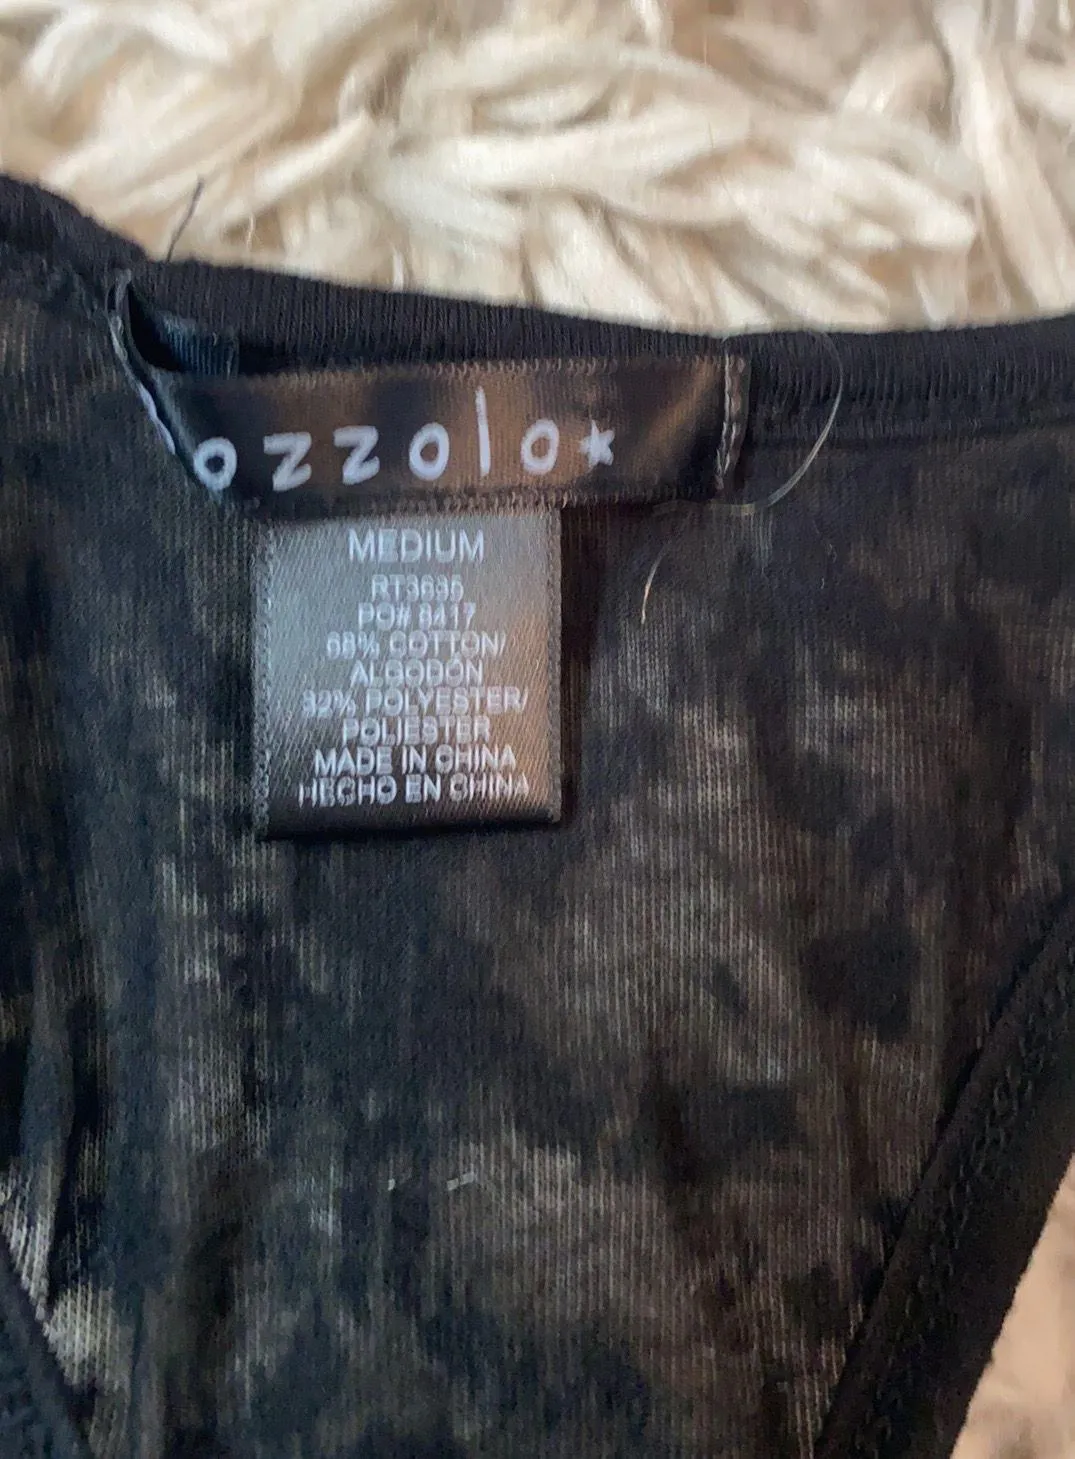 ozzolo*
MEDIUM
RT3695
PO# 8417
68% COTTON/
ALGODÓN
32% POLYESTER/
POLIESTER
MADE IN CHINA
HECHO EN CHINA